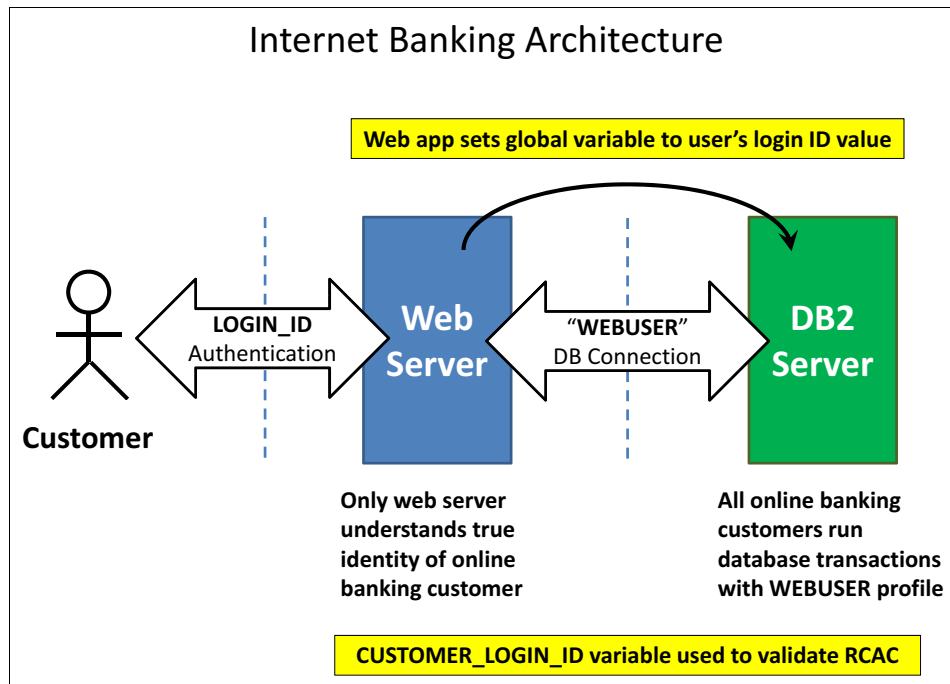 Internet Banking Architecture
Web app sets global variable to user's login ID value
LOGIN_ID
Authentication
Web
Server
“WEBUSER”
DB Connection
DB2
Server
Customer
Only web server
understands true
identity of online
banking customer
All online banking
customers run
database transactions
with WEBUSER profile
CUSTOMER_LOGIN_ID variable used to validate RCAC